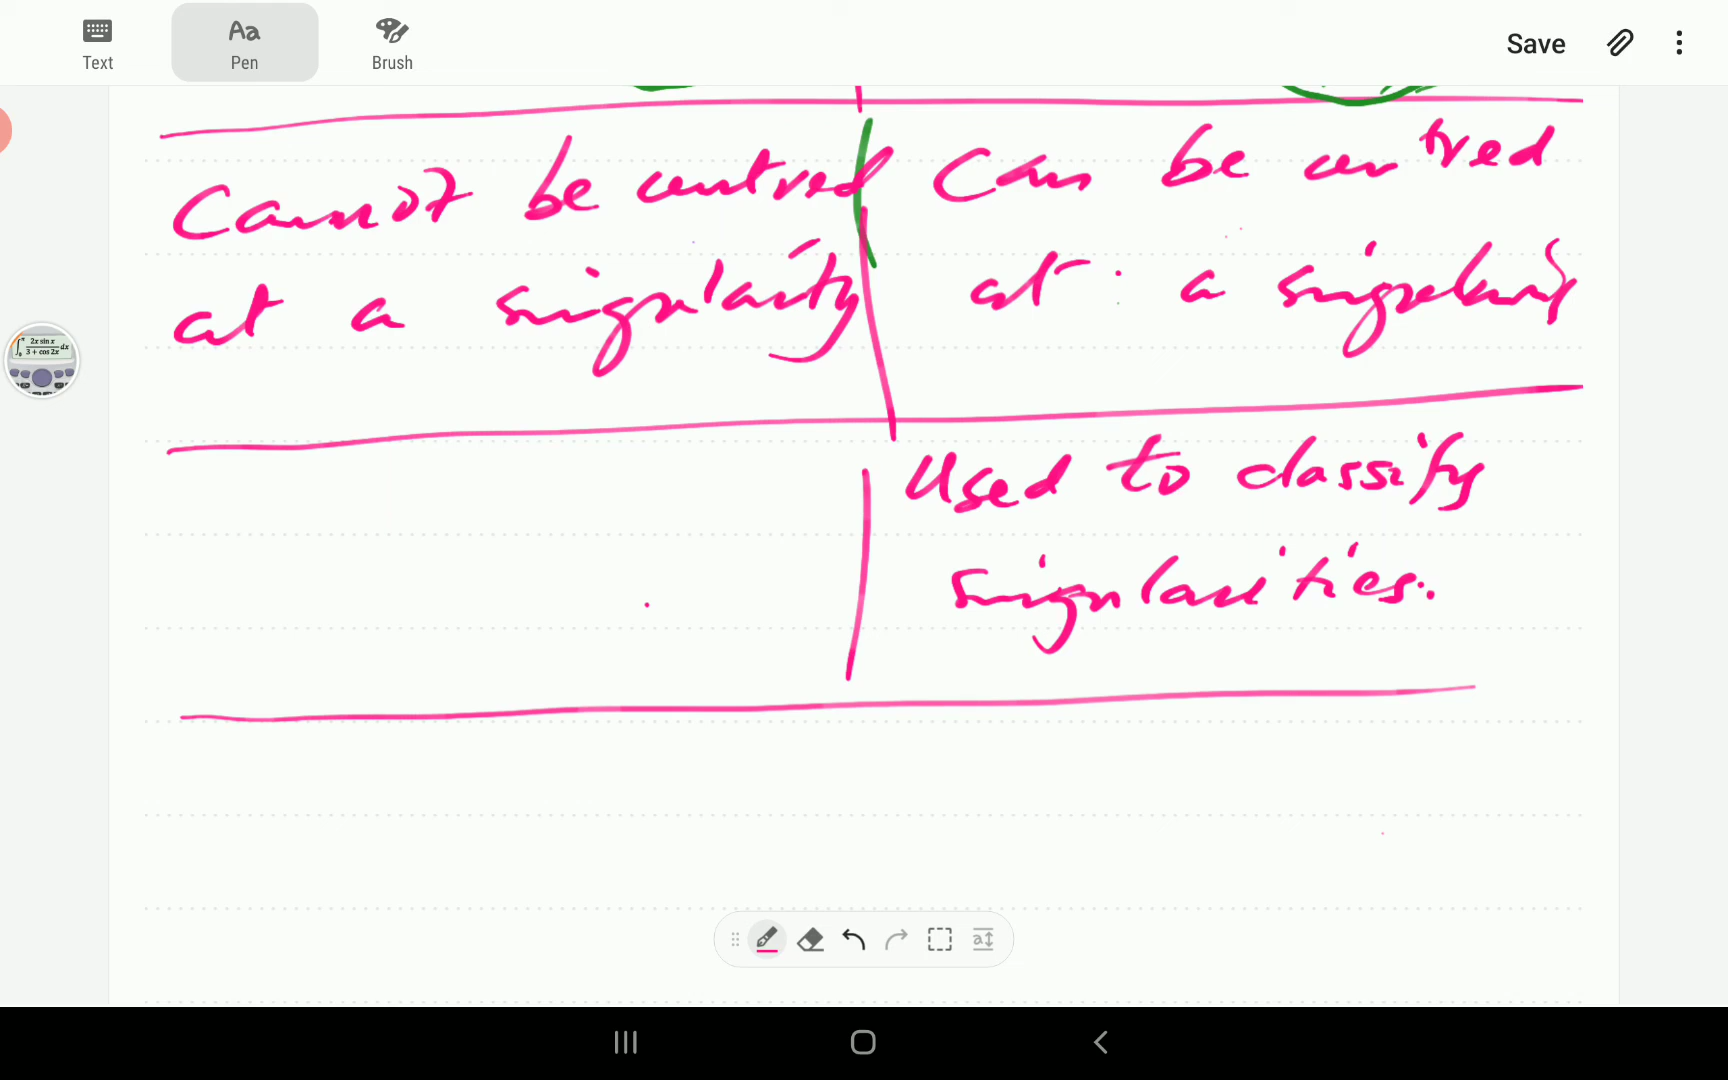 Text
Pen
Brush
Save
Cannot be centred
at a singularity
Can be centred
at a singularity
Used to classify
singularities.